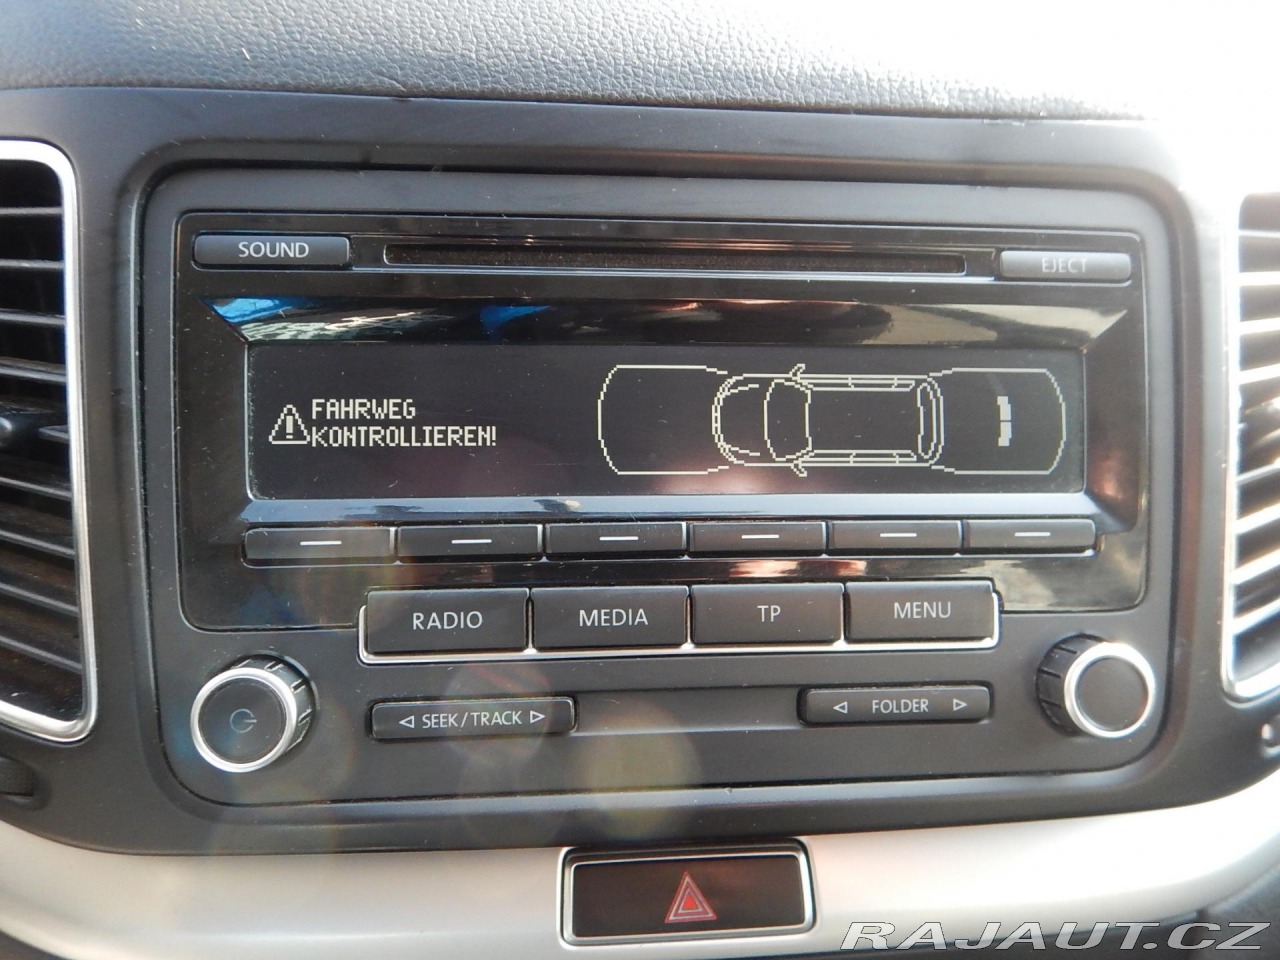 SOUND
EJECT
FAHRWEG
KONTROLLIEREN!
RADIO
MEDIA
TP
MENU
SEEK/TRACK
FOLDER
RAJAUT.CZ